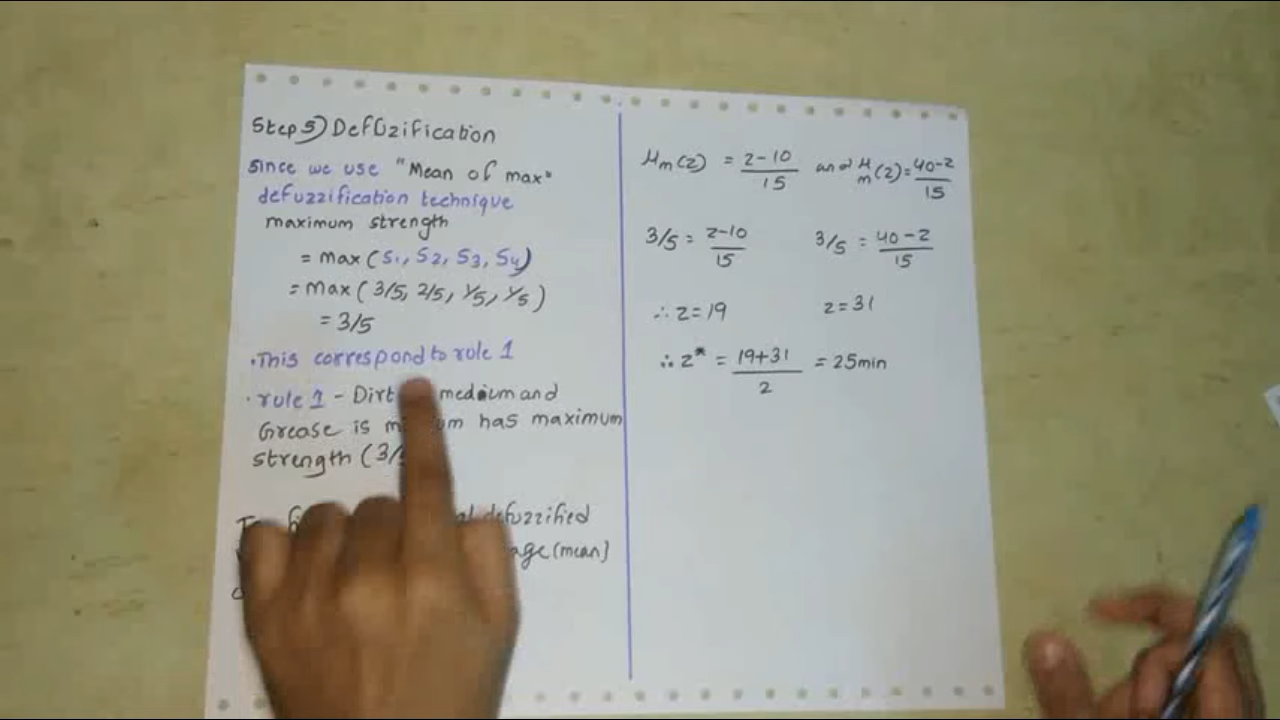 Step 5) Defuzification
Since we use "Mean of max"
defuzzification technique
maximum strength
= max (S1, S2, S3, S4)
= max (3/5, 2/5, 1/5, 1/5)
= 3/5
• This correspond to role 1
• rule 1 - Dirt medium and
Grease is has maximum
strength (3/
defuzzified
(mean)
μm(z) = z-10/15 and μm(z) = 40-z/15
3/5 = z-10/15 3/5 = 40-z/15
∴ z = 19 z = 31
∴ z* = 19+31/2 = 25min